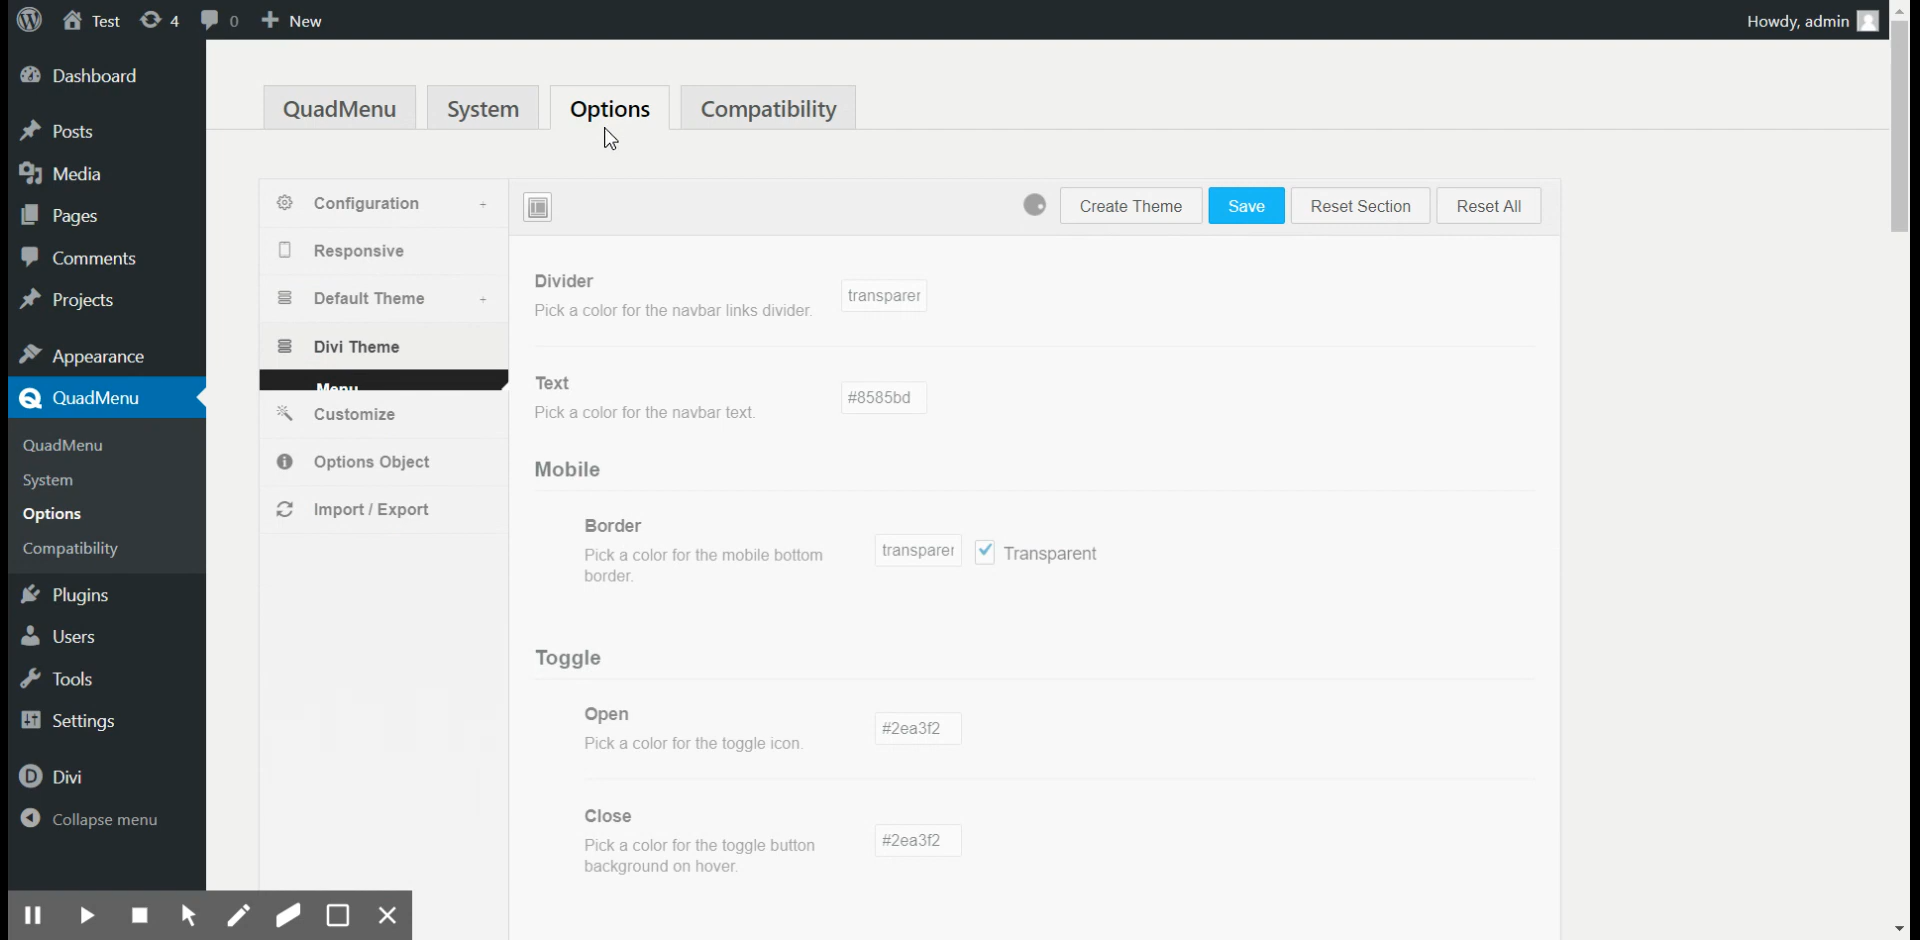 Test 4 0 New
Howdy, admin
Dashboard
Posts
Media
Pages
Comments
Projects
Appearance
QuadMenu
QuadMenu
System
Options
Compatibility
Plugins
Users
Tools
Settings
Divi
Collapse menu
QuadMenu System Options Compatibility
Configuration +
Responsive
Default Theme +
Divi Theme
Menu
Customize
Options Object
Import / Export
Create Theme Save Reset Section Reset All
Divider
Pick a color for the navbar links divider.
transparer
Text
Pick a color for the navbar text.
#8585bd
Mobile
Border
Pick a color for the mobile bottom
border.
transparer Transparent
Toggle
Open
Pick a color for the toggle icon.
#2ea3f2
Close
Pick a color for the toggle button
background on hover.
#2ea3f2